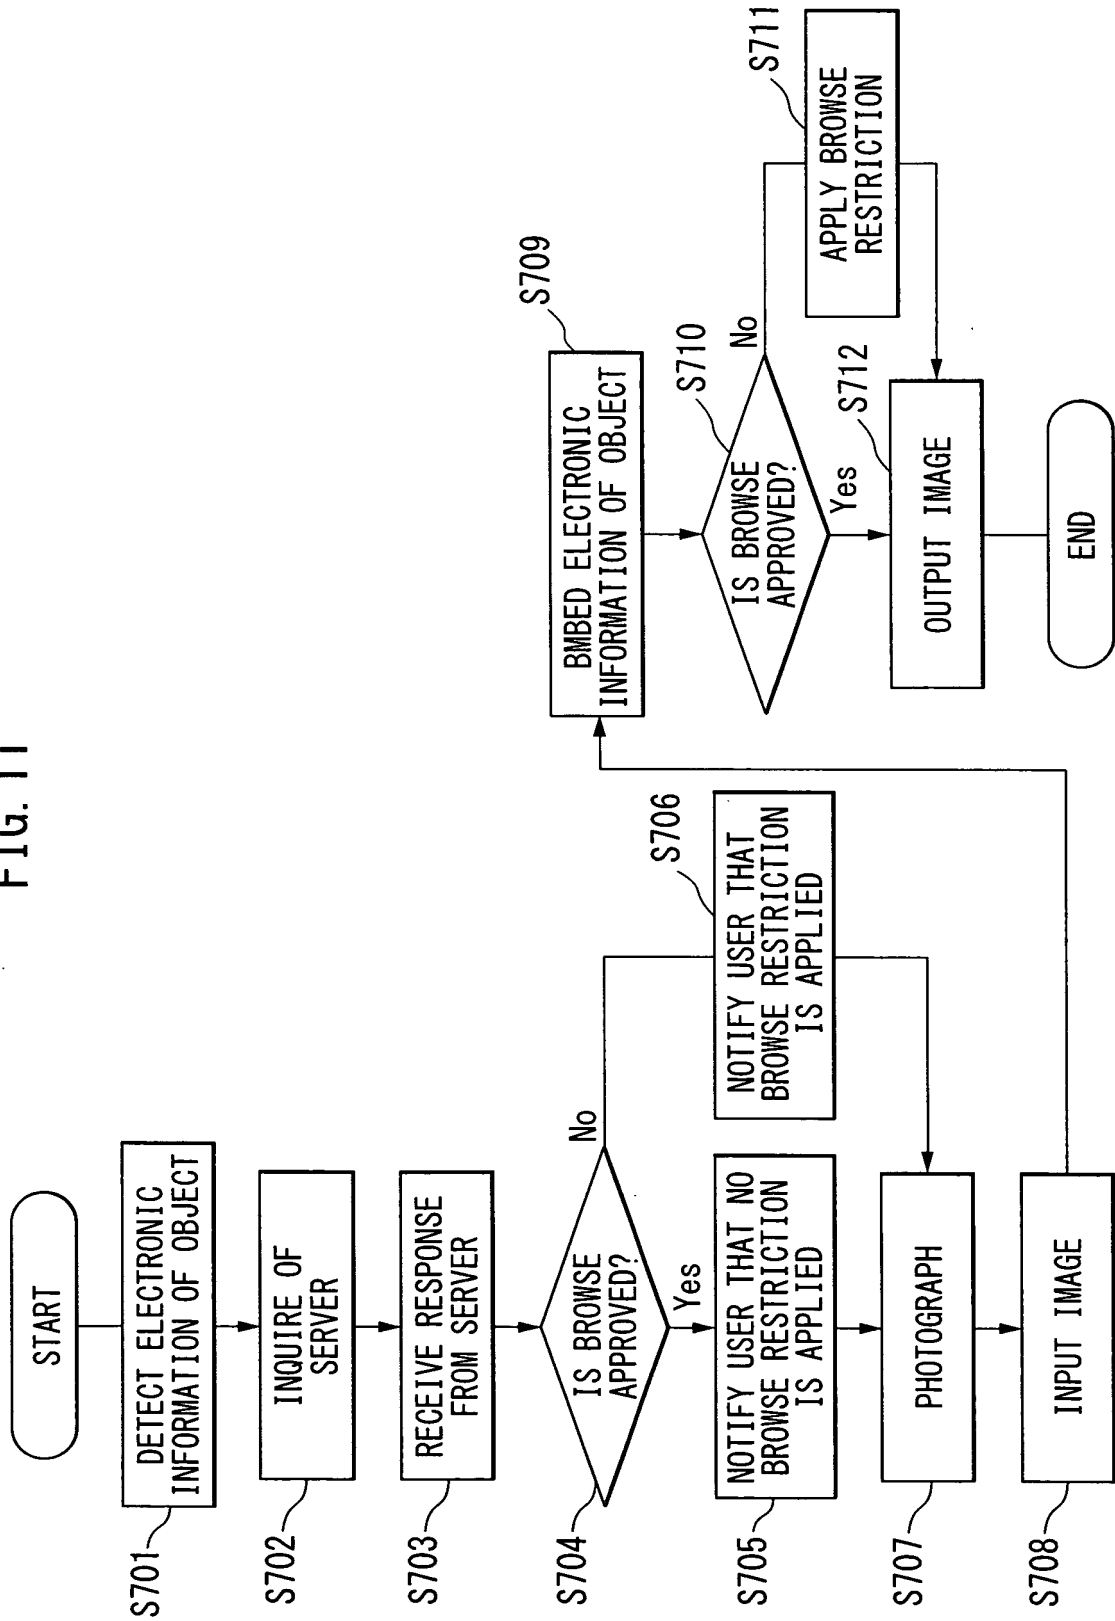 FIG. 11
START
S701
DETECT ELECTRONIC
INFORMATION OF OBJECT
S702
INQUIRE OF
SERVER
S703
RECEIVE RESPONSE
FROM SERVER
S704
IS BROWSE
APPROVED?
No
Yes
S705
NOTIFY USER THAT NO
BROWSE RESTRICTION
IS APPLIED
S706
NOTIFY USER THAT
BROWSE RESTRICTION
IS APPLIED
S707
PHOTOGRAPH
S708
INPUT IMAGE
S709
BMBED ELECTRONIC
INFORMATION OF OBJECT
S710
IS BROWSE
APPROVED?
No
Yes
S711
APPLY BROWSE
RESTRICTION
S712
OUTPUT IMAGE
END